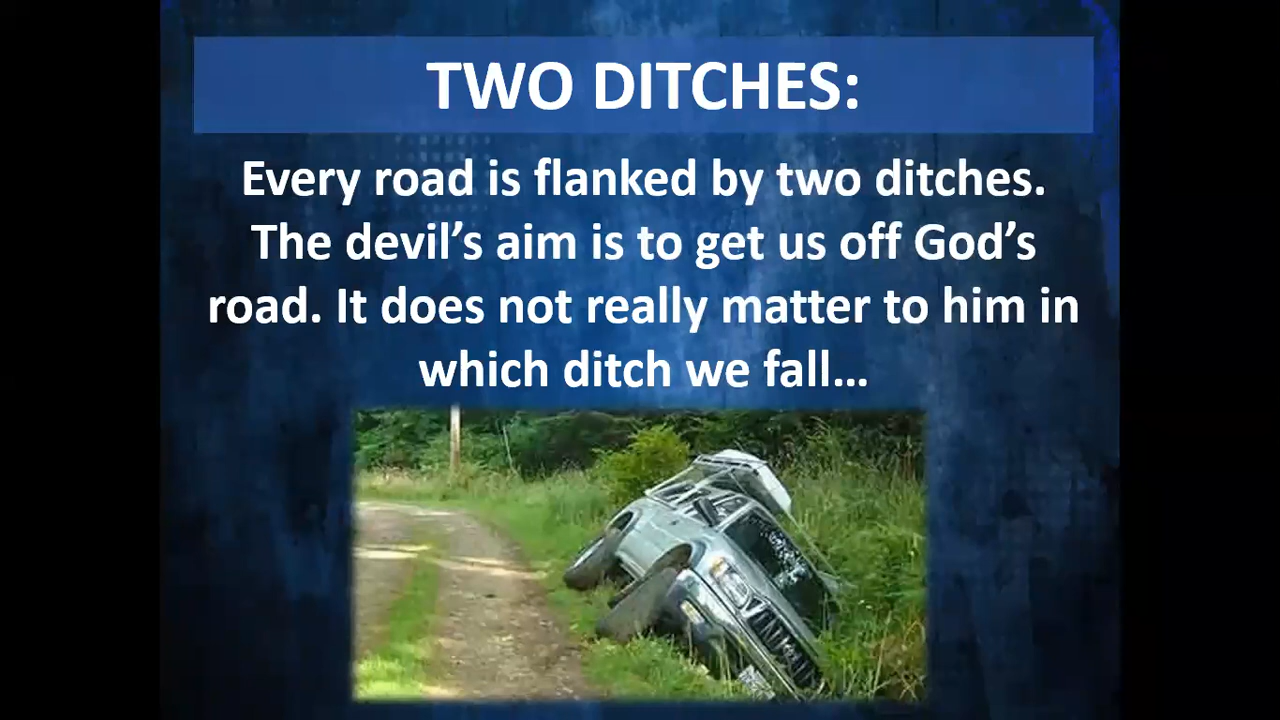 TWO DITCHES:
Every road is flanked by two ditches.
The devil’s aim is to get us off God’s
road. It does not really matter to him in
which ditch we fall…